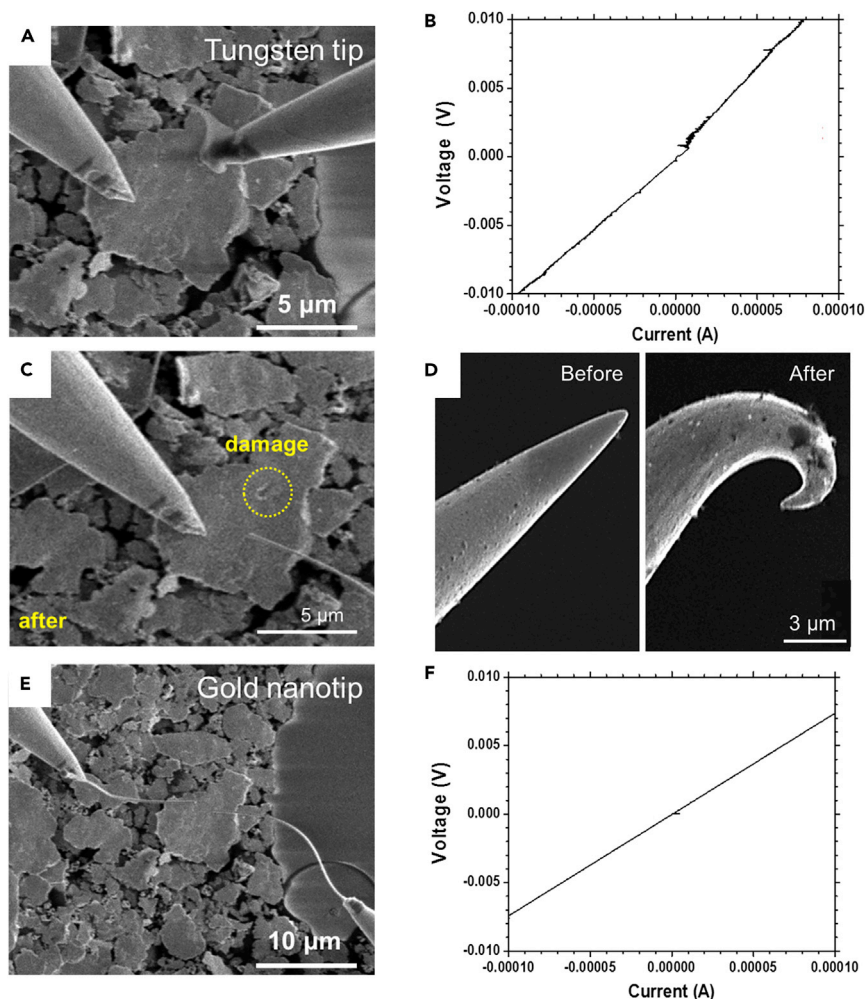 A
Tungsten tip
5 µm
B
0.010
0.005
0.000
-0.005
-0.010
Voltage (V)
-0.00010 -0.00005 0.00000 0.00005 0.00010
Current (A)
C
damage
after
5 µm
D
Before
After
3 µm
E
Gold nanotip
10 µm
F
0.010
0.005
0.000
-0.005
-0.010
Voltage (V)
-0.00010 -0.00005 0.00000 0.00005 0.00010
Current (A)